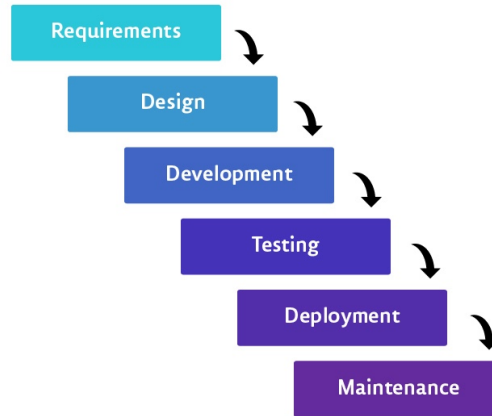 Requirements
Design
Development
Testing
Deployment
Maintenance